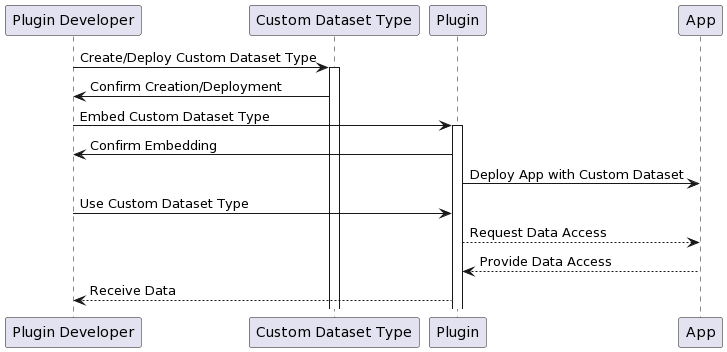 Plugin Developer
Custom Dataset Type
Plugin
App
Create/Deploy Custom Dataset Type
Confirm Creation/Deployment
Embed Custom Dataset Type
Confirm Embedding
Deploy App with Custom Dataset
Use Custom Dataset Type
Request Data Access
Provide Data Access
Receive Data
Plugin Developer
Custom Dataset Type
Plugin
App